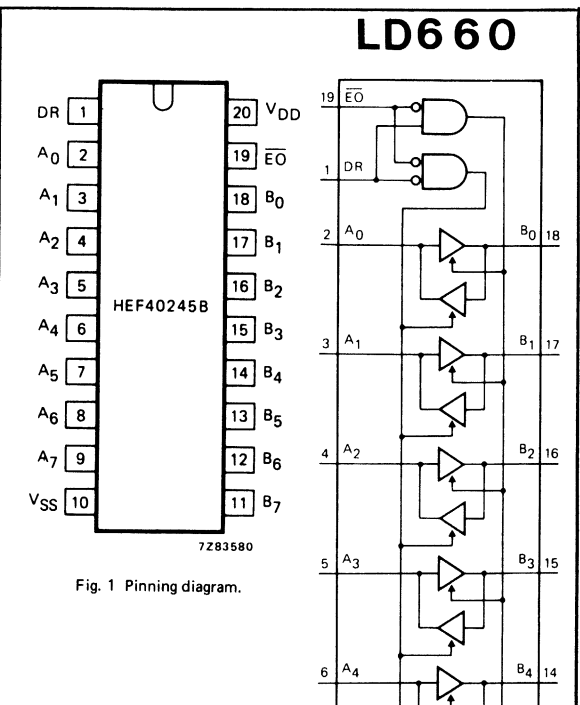 LD660
DR 1
A0 2
A1 3
A2 4
A3 5
A4 6
A5 7
A6 8
A7 9
VSS 10
HEF40245B
20 VDD
19 EO
18 B0
17 B1
16 B2
15 B3
14 B4
13 B5
12 B6
11 B7
7Z83580
Fig. 1 Pinning diagram.
19 EO
1 DR
2 A0 B0 18
3 A1 B1 17
4 A2 B2 16
5 A3 B3 15
6 A4 B4 14